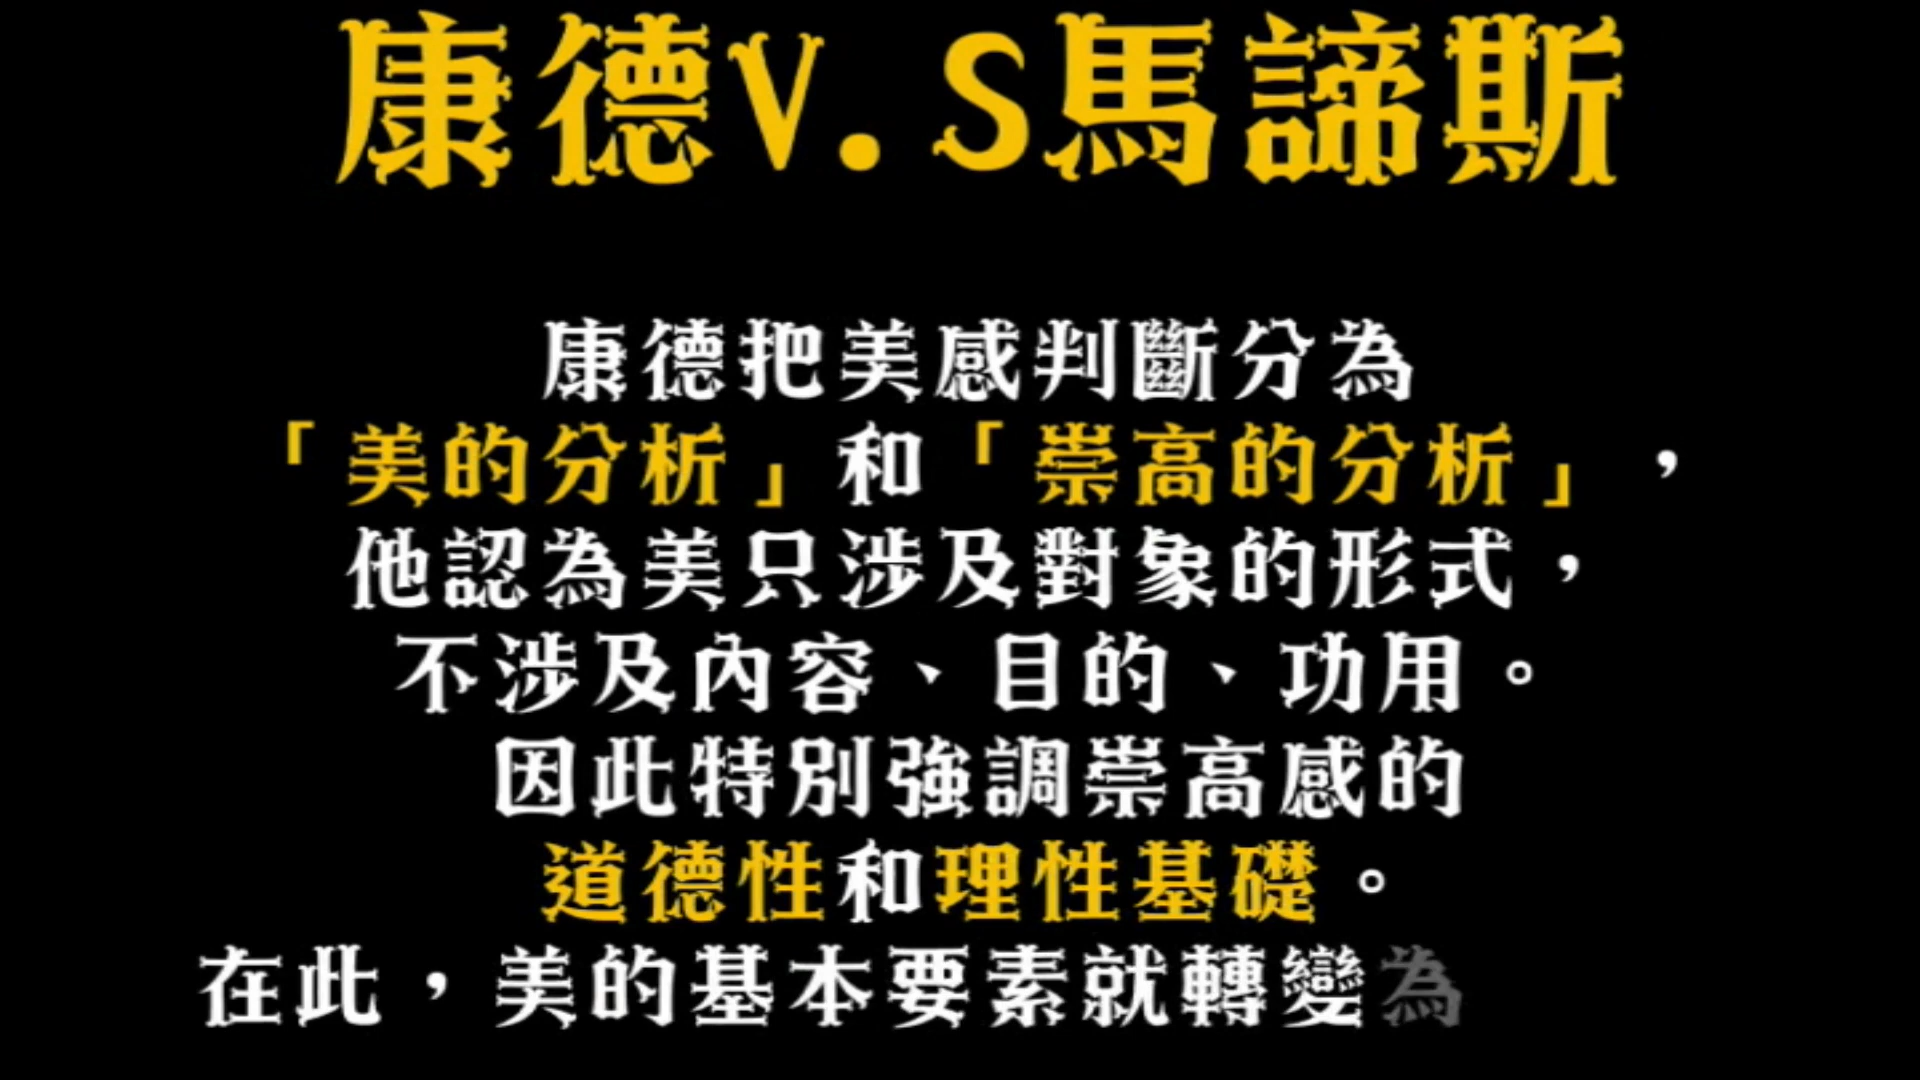 康德V.S馬諦斯
康德把美感判斷分為
「美的分析」和「崇高的分析」，
他認為美只涉及對象的形式，
不涉及內容、目的、功用。
因此特別強調崇高感的
道德性和理性基礎。
在此，美的基本要素就轉變為